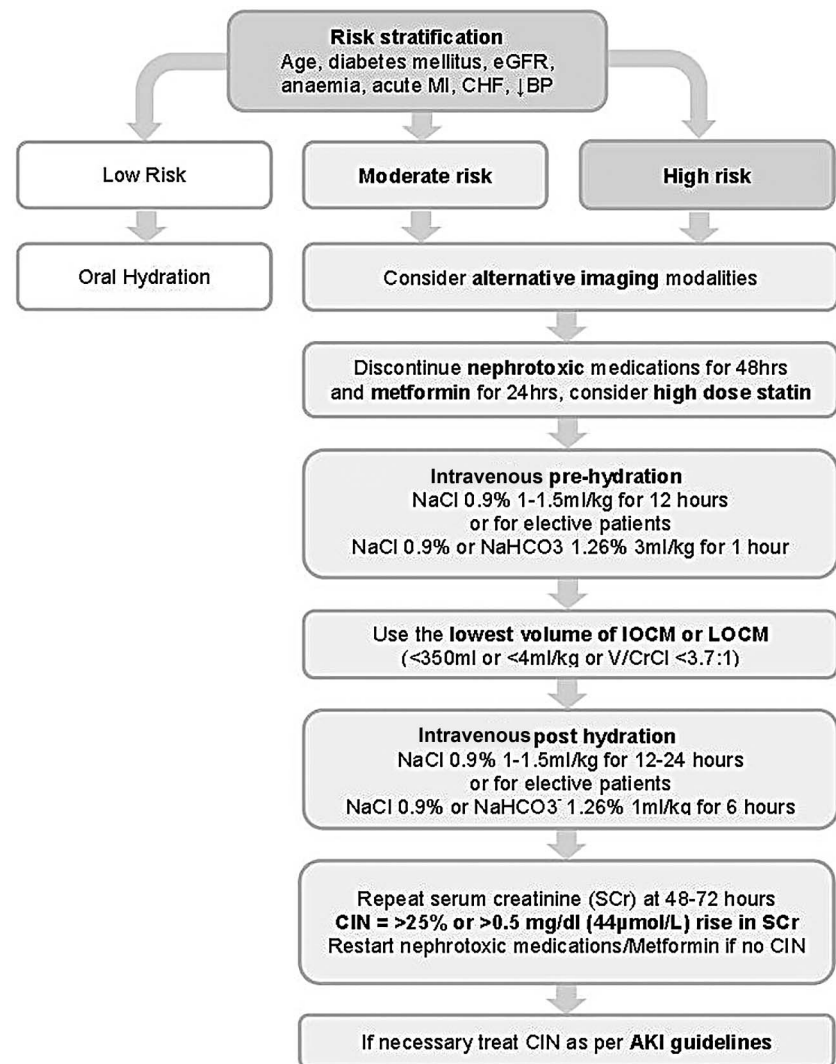 Risk stratification
Age, diabetes mellitus, eGFR,
anaemia, acute MI, CHF, ↓BP
Low Risk
Moderate risk
High risk
Oral Hydration
Consider alternative imaging modalities
Discontinue nephrotoxic medications for 48hrs
and metformin for 24hrs, consider high dose statin
Intravenous pre-hydration
NaCl 0.9% 1-1.5ml/kg for 12 hours
or for elective patients
NaCl 0.9% or NaHCO3 1.26% 3ml/kg for 1 hour
Use the lowest volume of IOCM or LOCM
(<350ml or <4ml/kg or V/CrCl <3.7:1)
Intravenous post hydration
NaCl 0.9% 1-1.5ml/kg for 12-24 hours
or for elective patients
NaCl 0.9% or NaHCO3⁻ 1.26% 1ml/kg for 6 hours
Repeat serum creatinine (SCr) at 48-72 hours
CIN = >25% or >0.5 mg/dl (44µmol/L) rise in SCr
Restart nephrotoxic medications/Metformin if no CIN
If necessary treat CIN as per AKI guidelines